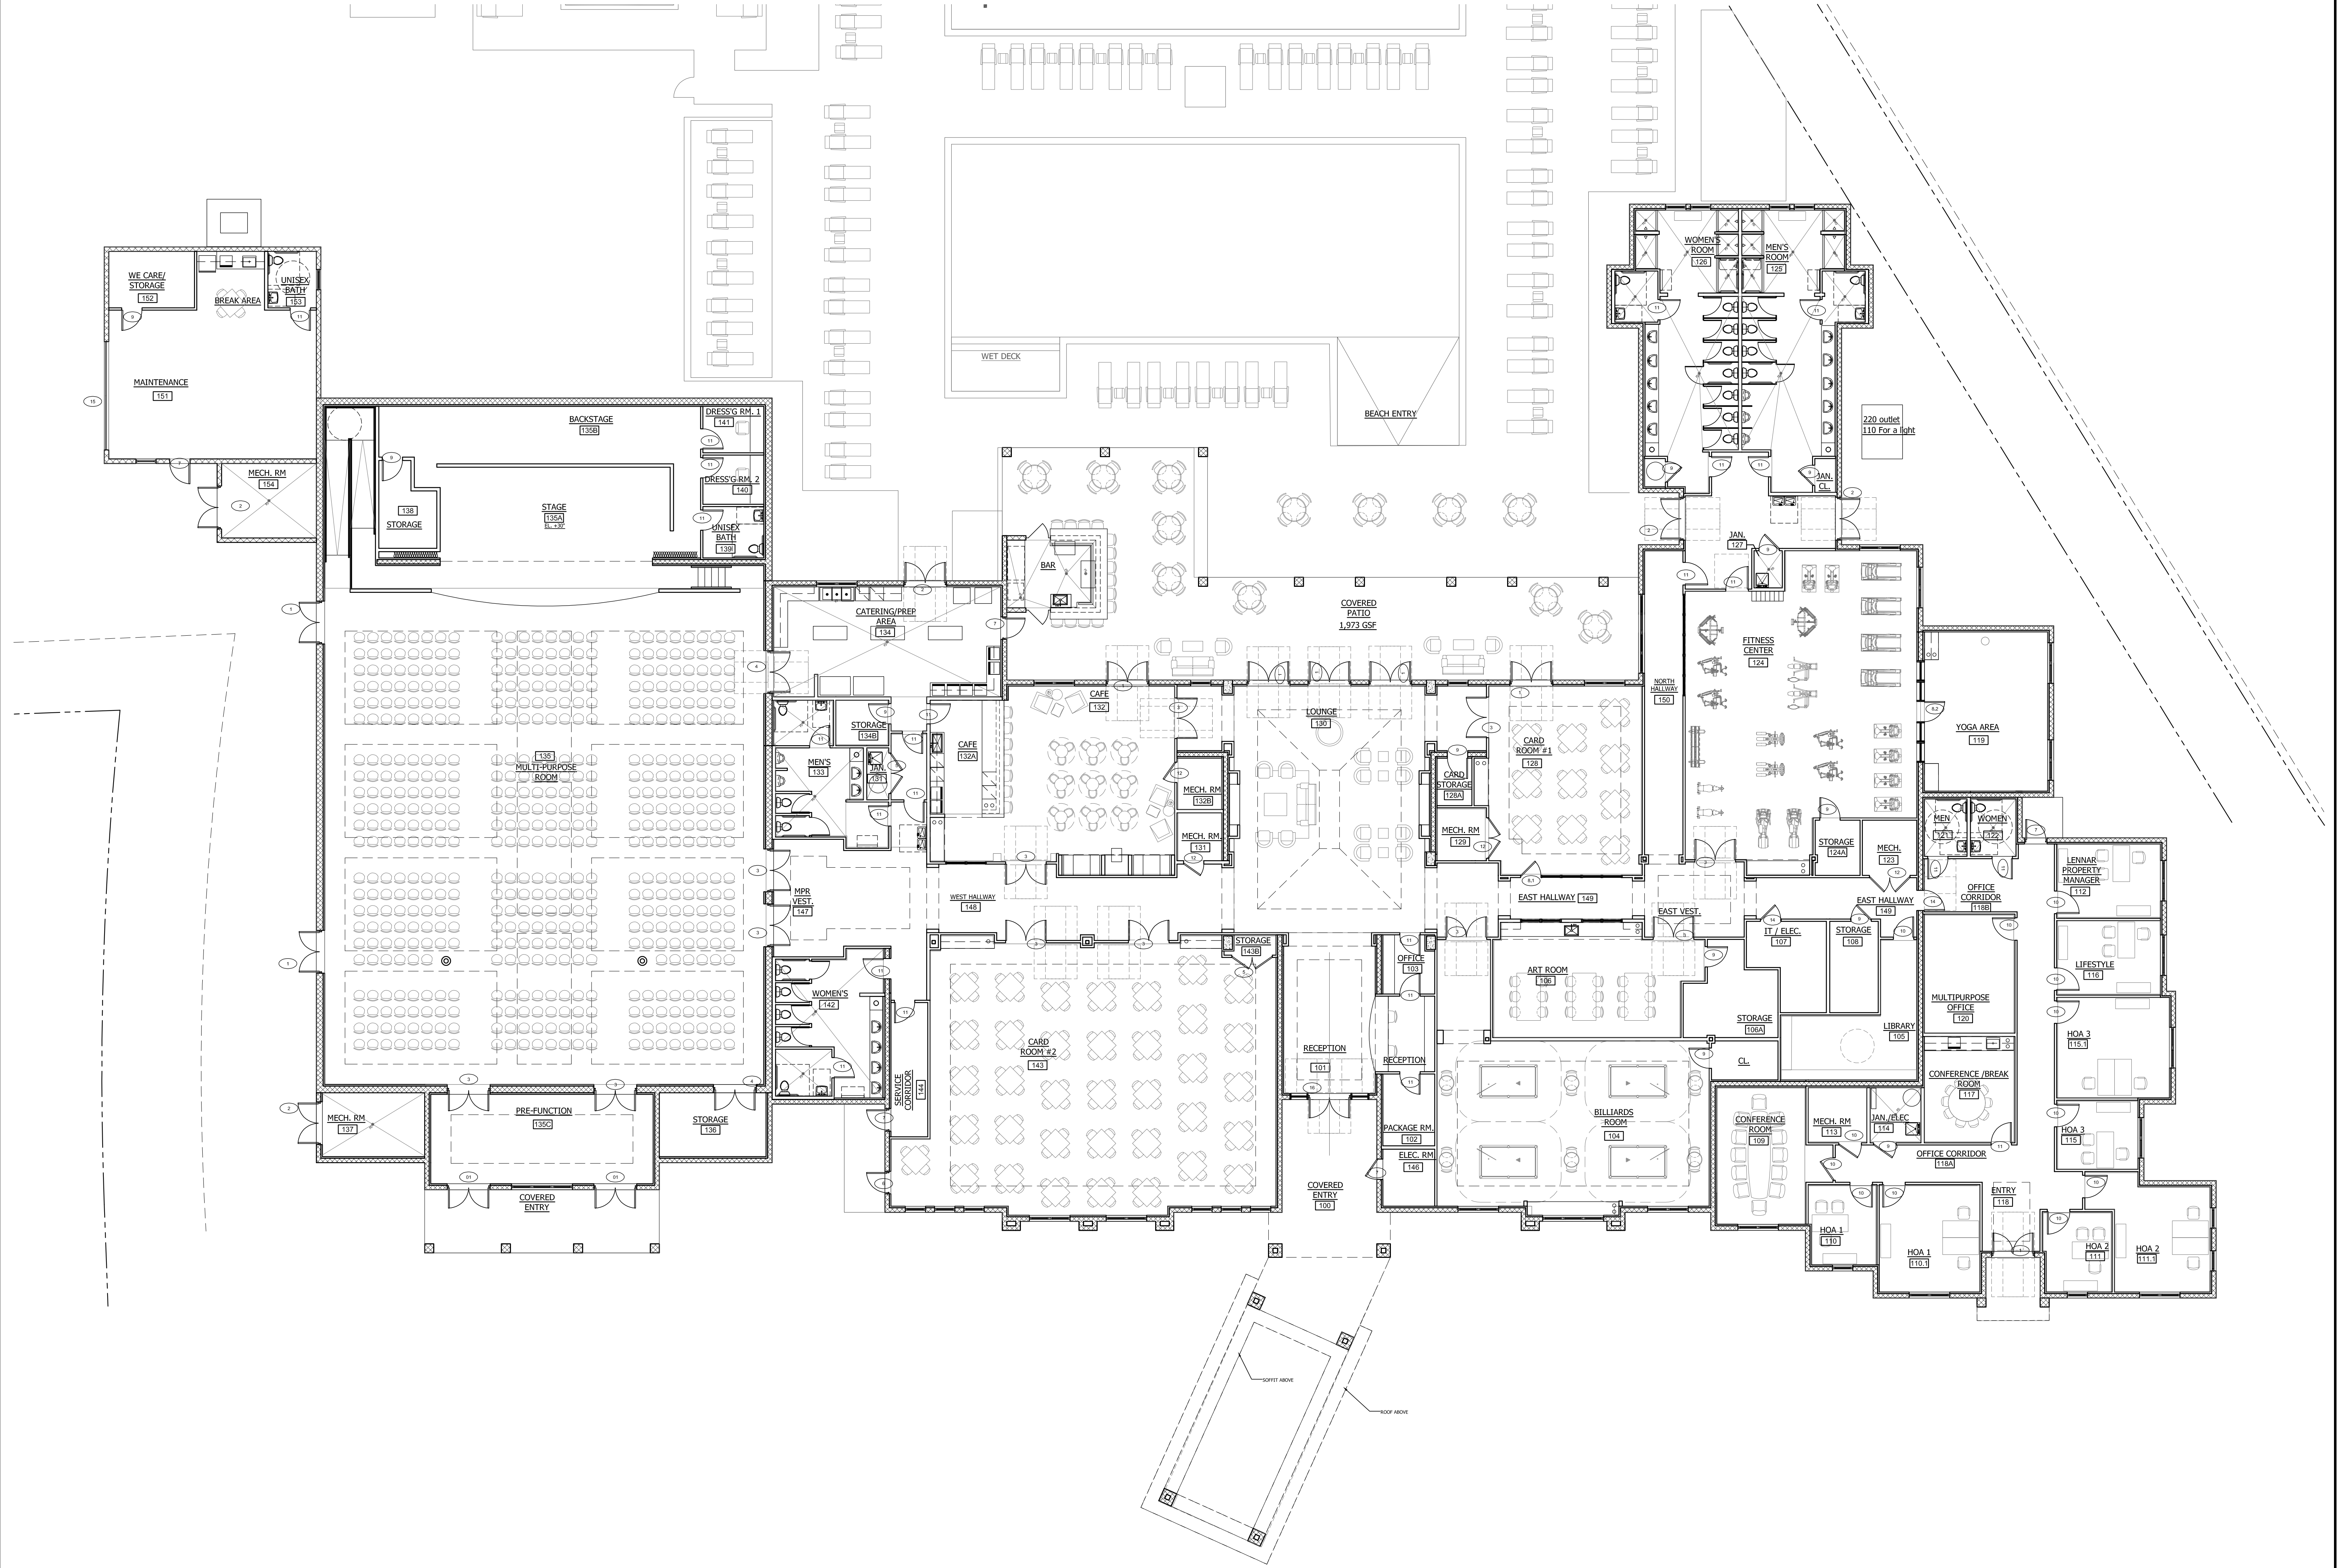 WET DECK
BEACH ENTRY
WE CARE/
STORAGE
152
BREAK AREA
UNISEX
BATH
153
MAINTENANCE
151
MECH. RM
154
BACKSTAGE
135B
DRESS'G RM. 1
141
DRESS'G RM. 2
140
UNISEX
BATH
139
138
STORAGE
STAGE
135A
EL. +30"
135
MULTI-PURPOSE
ROOM
MECH. RM
137
PRE-FUNCTION
135C
STORAGE
136
COVERED
ENTRY
CATERING/PREP
AREA
134
STORAGE
134B
MEN'S
133
JAN.
MPR
VEST.
147
WOMEN'S
142
SERVICE
CORRIDOR
144
BAR
CAFE
132
CAFE
132A
MECH. RM
132B
MECH. RM.
131
WEST HALLWAY
148
CARD
ROOM #2
143
STORAGE
143B
COVERED
PATIO
1,973 GSF
LOUNGE
130
CARD
ROOM #1
128
CARD
STORAGE
128A
MECH. RM
129
EAST HALLWAY
149
EAST VEST.
OFFICE
103
RECEPTION
101
RECEPTION
PACKAGE RM.
102
ELEC. RM
146
COVERED
ENTRY
100
SOFFIT ABOVE
ROOF ABOVE
ART ROOM
106
STORAGE
106A
BILLIARDS
ROOM
104
CL.
IT / ELEC.
107
STORAGE
108
LIBRARY
105
WOMEN'S
ROOM
126
MEN'S
ROOM
125
JAN.
CL.
220 outlet
110 For a light
JAN.
127
NORTH
HALLWAY
150
FITNESS
CENTER
124
STORAGE
124A
MECH.
123
YOGA AREA
119
MEN
121
WOMEN
122
EAST HALLWAY
149
OFFICE
CORRIDOR
118B
LENNAR
PROPERTY
MANAGER
112
LIFESTYLE
116
MULTIPURPOSE
OFFICE
120
HOA 3
115.1
CONFERENCE /BREAK
ROOM
117
HOA 3
115
CONFERENCE
ROOM
109
MECH. RM
113
JAN./ELEC
114
OFFICE CORRIDOR
118A
ENTRY
118
HOA 1
110
HOA 1
110.1
HOA 2
111
HOA 2
111.1